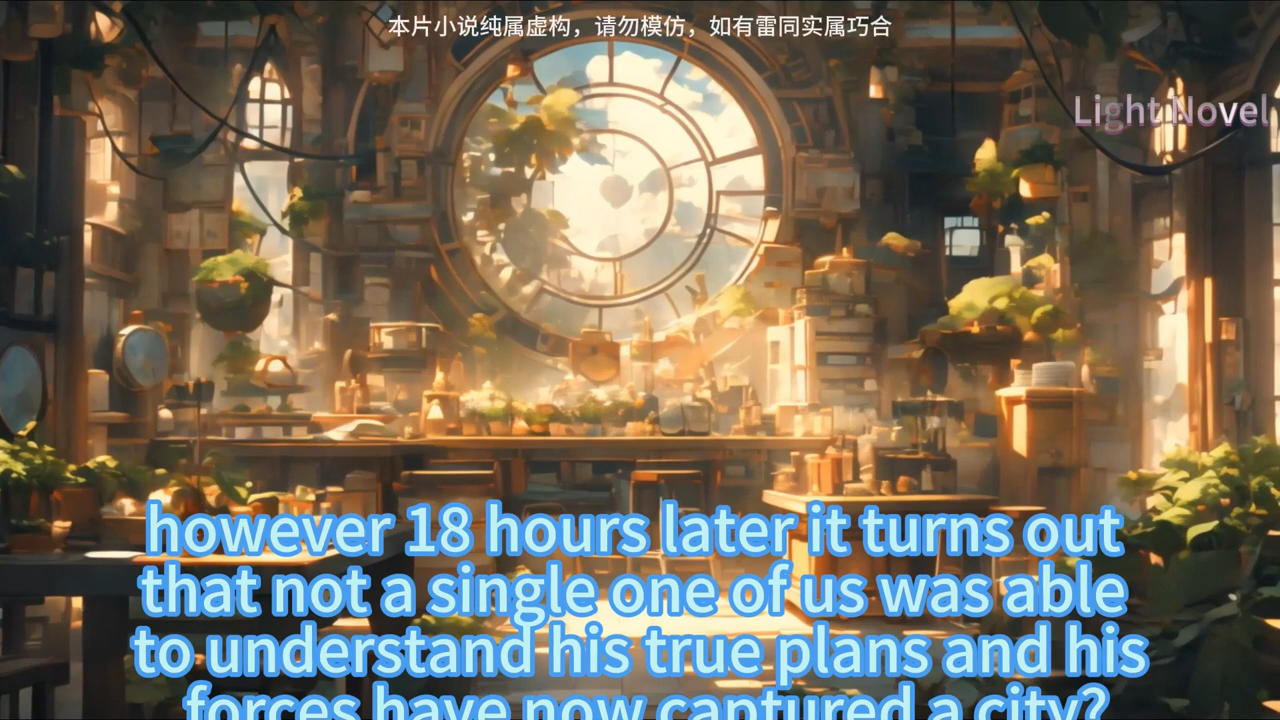 本片小说纯属虚构，请勿模仿，如有雷同实属巧合
Light Novel
however 18 hours later it turns out
that not a single one of us was able
to understand his true plans and his
forces have now captured a city?